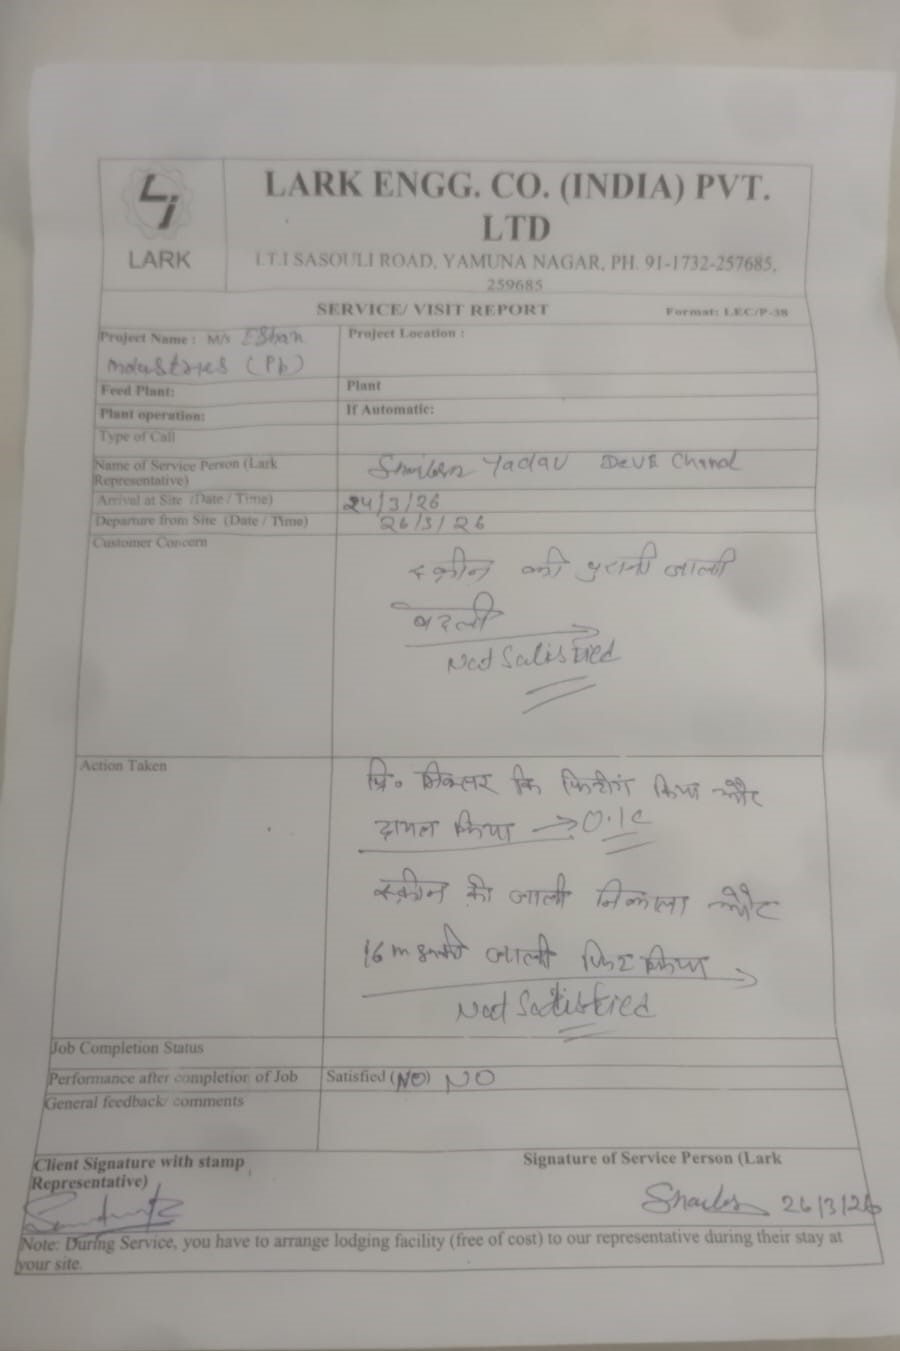 LARK ENGG. CO. (INDIA) PVT.
LTD
LARK
I.T.I SASOULI ROAD, YAMUNA NAGAR, PH. 91-1732-257685,
259685
SERVICE/ VISIT REPORT Format: LEC/P-38
Project Name : M/s Eshan Project Location :
Industries (Pb)
Feed Plant: Plant
Plant operation: If Automatic:
Type of Call
Name of Service Person (Lark
Representative) Yadav Chand
Arrival at Site (Date / Time) 24/3/26
Departure from Site (Date / Time) 26/3/26
Customer Concern
स्क्रीन की पुरानी जाली
बदली
Not Satisfied
Action Taken
प्रि॰ मिक्सर कि फिटींग किया और
ट्रायल किया → O.K
स्क्रीन की जाली निकाला और
16 m जाली फिट किया
Not Satisfied
Job Completion Status
Performance after completion of Job Satisfied (NO) NO
General feedback/ comments
Client Signature with stamp Signature of Service Person (Lark
Representative)
26/3/26
Note: During Service, you have to arrange lodging facility (free of cost) to our representative during their stay at
your site.